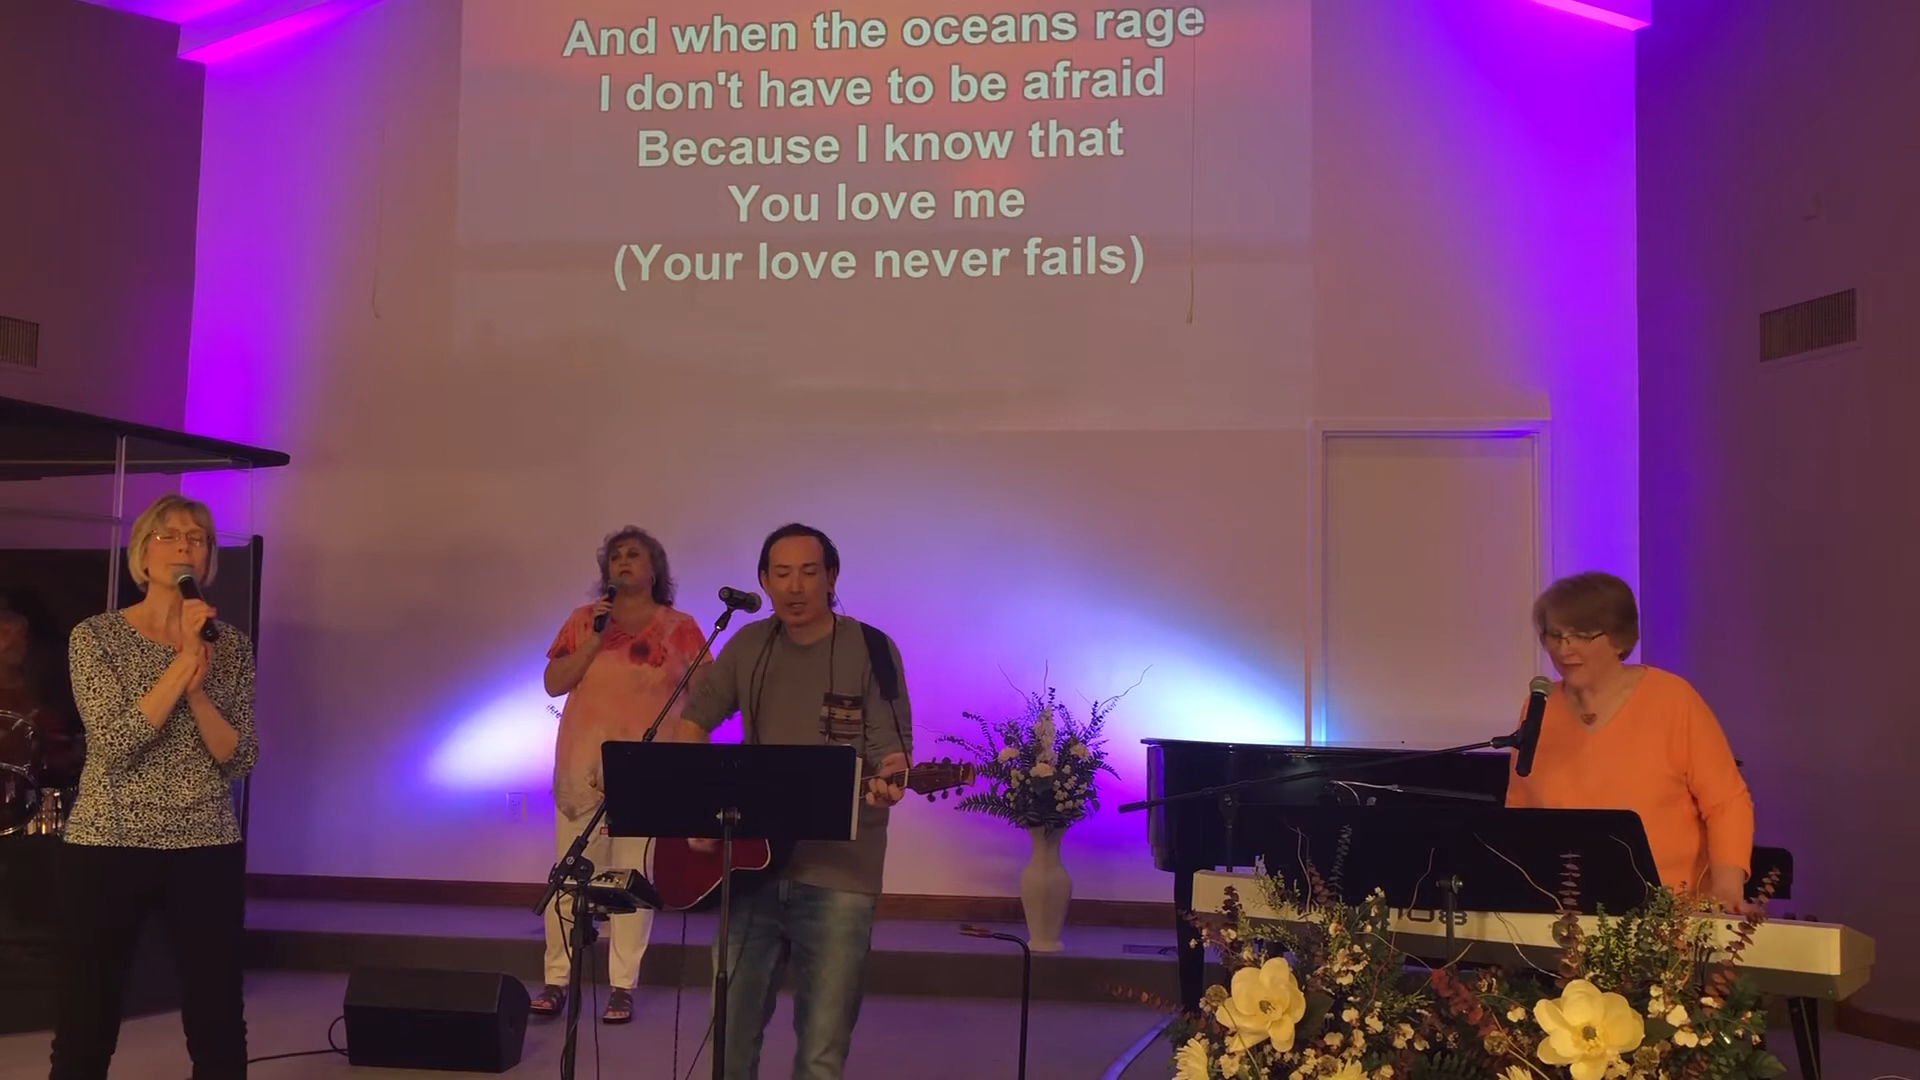 And when the oceans rage
I don't have to be afraid
Because I know that
You love me
(Your love never fails)